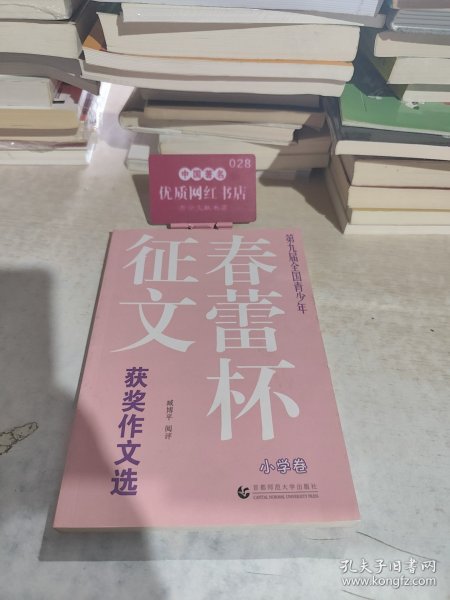 028
中国著名
优质网红书店
第九届全国青少年
春蕾杯
征文
获奖作文选
臧博平 阅评
小学卷
首都师范大学出版社
CAPITAL NORMAL UNIVERSITY PRESS
孔夫子旧书网
www.kongfz.com